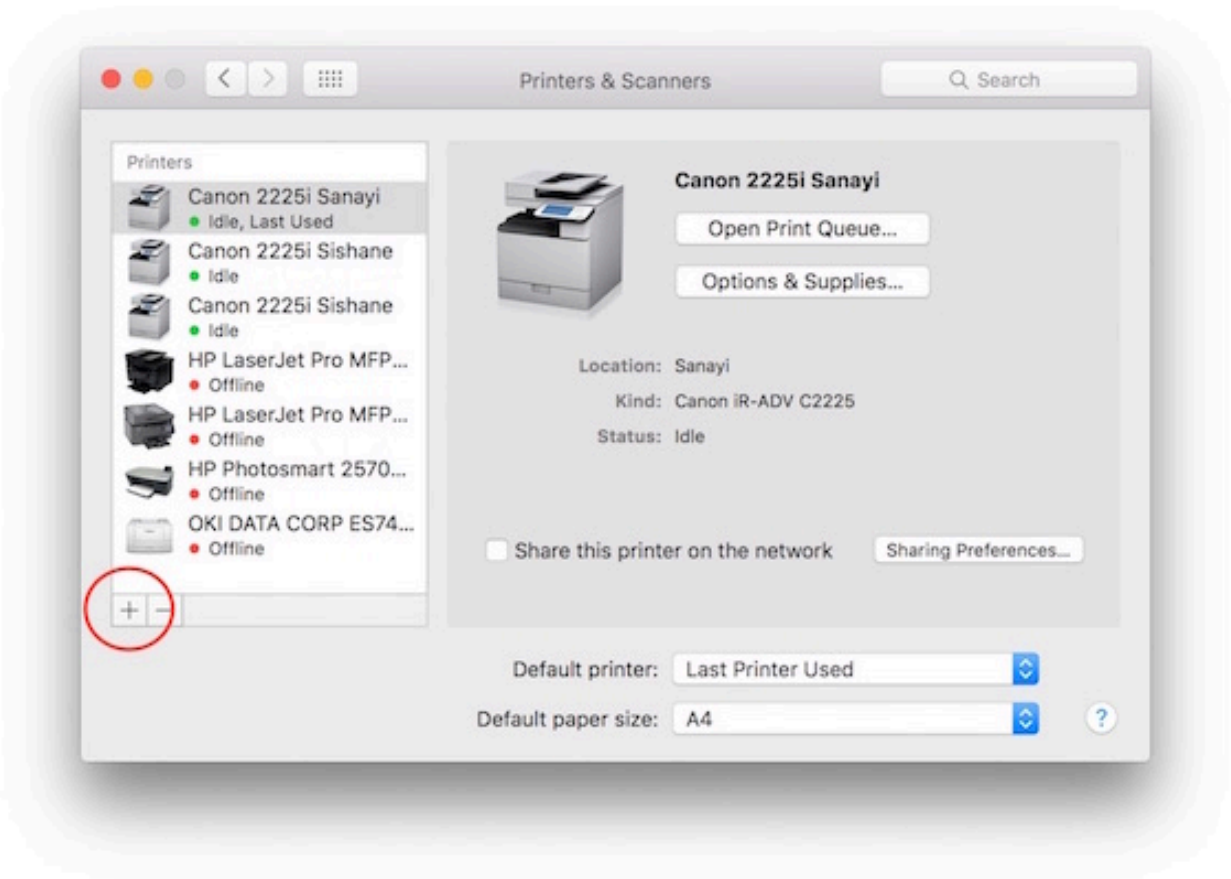 Printers & Scanners
Search
Printers
Canon 2225i Sanayi
Idle, Last Used
Canon 2225i Sishane
Idle
Canon 2225i Sishane
Idle
HP LaserJet Pro MFP...
Offline
HP LaserJet Pro MFP...
Offline
HP Photosmart 2570...
Offline
OKI DATA CORP ES74...
Offline
+ −
Canon 2225i Sanayi
Open Print Queue...
Options & Supplies...
Location: Sanayi
Kind: Canon iR-ADV C2225
Status: Idle
Share this printer on the network
Sharing Preferences...
Default printer: Last Printer Used
Default paper size: A4
?